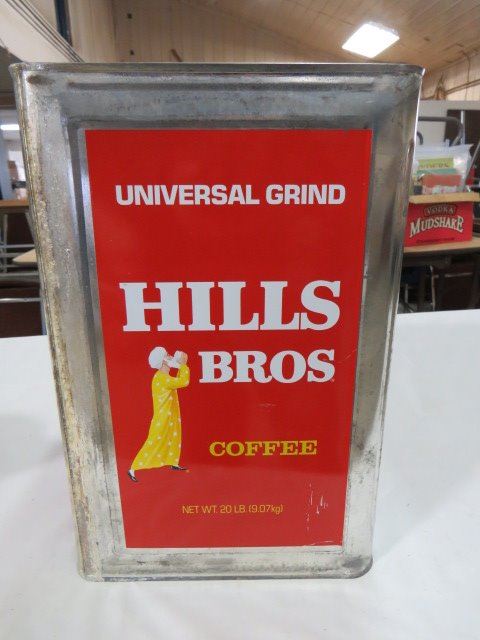 UNIVERSAL GRIND
HILLS
BROS
COFFEE
NET WT. 20 LB. (9.07kg)
VODKA
MUDSHAKE